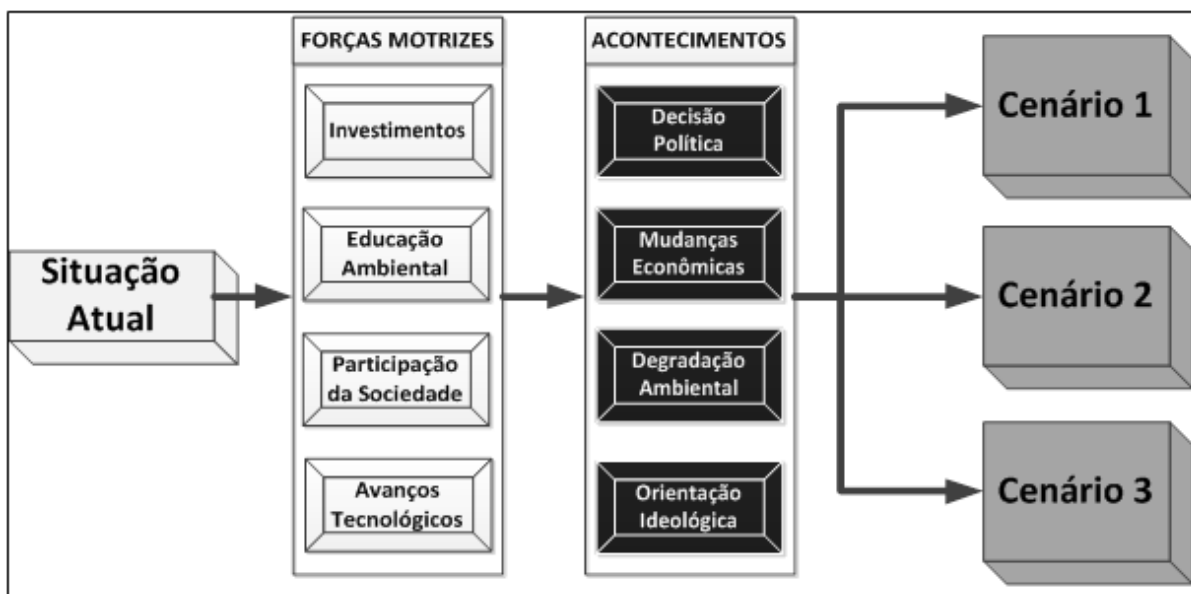 Situação
Atual
FORÇAS MOTRIZES
Investimentos
Educação
Ambiental
Participação
da Sociedade
Avanços
Tecnológicos
ACONTECIMENTOS
Decisão
Política
Mudanças
Econômicas
Degradação
Ambiental
Orientação
Ideológica
Cenário 1
Cenário 2
Cenário 3